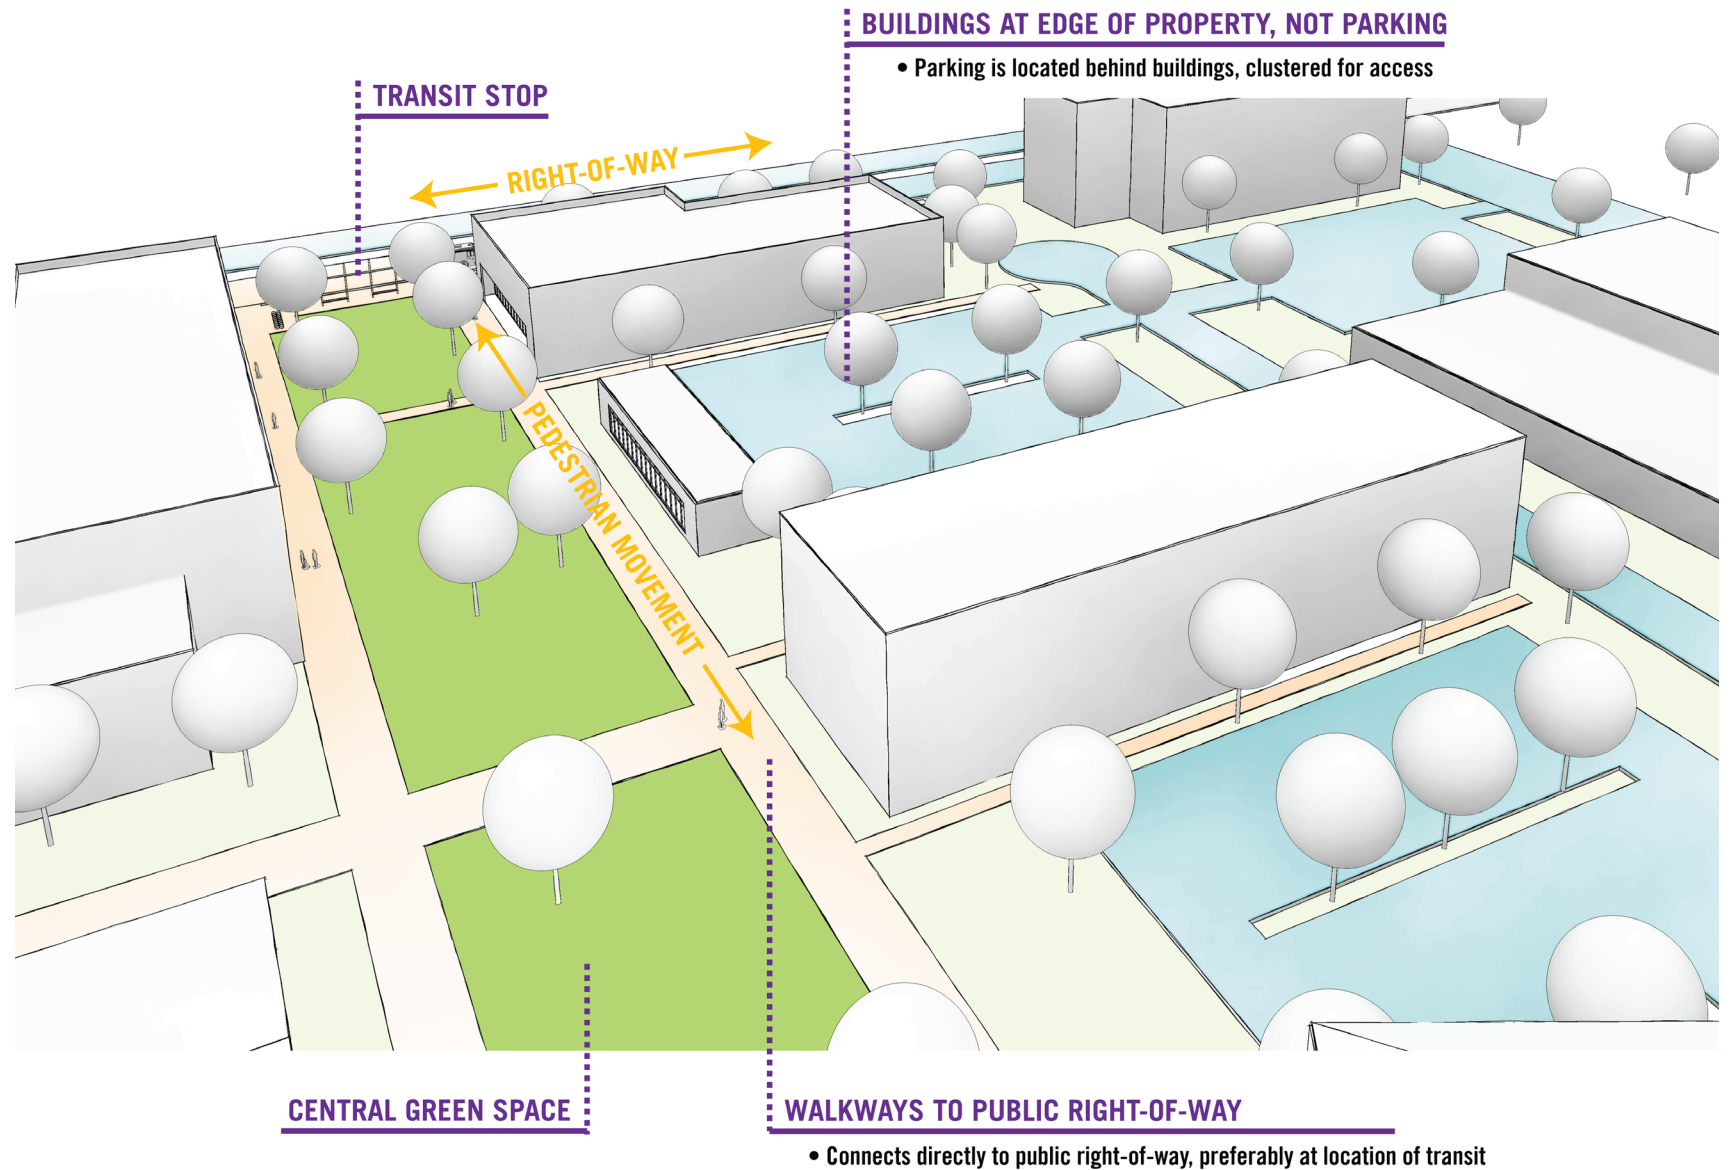 BUILDINGS AT EDGE OF PROPERTY, NOT PARKING
• Parking is located behind buildings, clustered for access
TRANSIT STOP
RIGHT-OF-WAY
PEDESTRIAN MOVEMENT
CENTRAL GREEN SPACE
WALKWAYS TO PUBLIC RIGHT-OF-WAY
• Connects directly to public right-of-way, preferably at location of transit